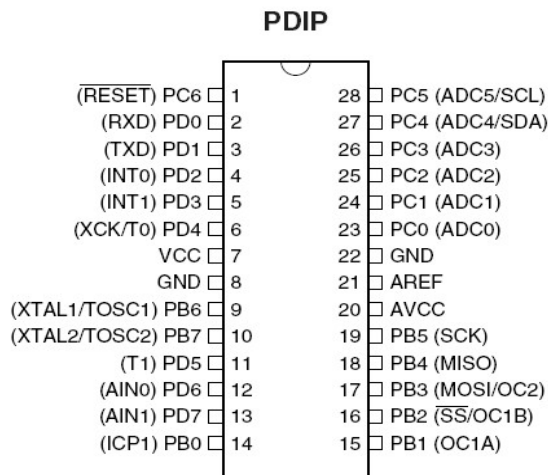 PDIP
(RESET) PC6 1 28 PC5 (ADC5/SCL)
(RXD) PD0 2 27 PC4 (ADC4/SDA)
(TXD) PD1 3 26 PC3 (ADC3)
(INT0) PD2 4 25 PC2 (ADC2)
(INT1) PD3 5 24 PC1 (ADC1)
(XCK/T0) PD4 6 23 PC0 (ADC0)
VCC 7 22 GND
GND 8 21 AREF
(XTAL1/TOSC1) PB6 9 20 AVCC
(XTAL2/TOSC2) PB7 10 19 PB5 (SCK)
(T1) PD5 11 18 PB4 (MISO)
(AIN0) PD6 12 17 PB3 (MOSI/OC2)
(AIN1) PD7 13 16 PB2 (SS/OC1B)
(ICP1) PB0 14 15 PB1 (OC1A)